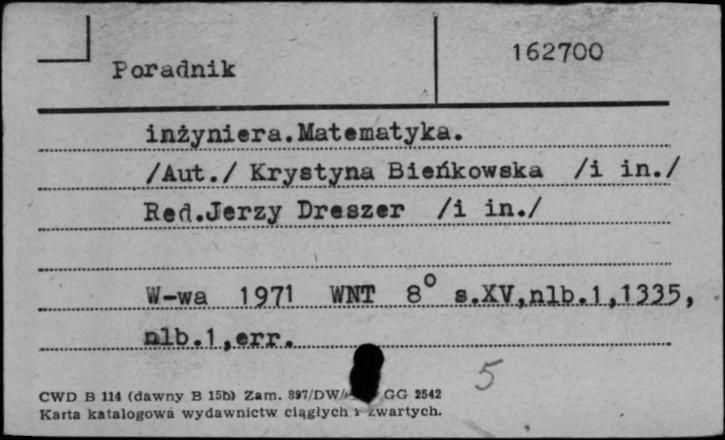 162700
Poradnik
inżyniera.Matematyka.
/Aut./ Krystyna Bieńkowska /i in./
Red.Jerzy Dreszer /i in./
W-wa 1971 WNT 8° s.XV,nlb.1,1335,
nlb.1,err.
5
CWD B 114 (dawny B 15b) Zam. 897/DW/ GG 2542
Karta katalogowa wydawnictw ciągłych i zwartych.